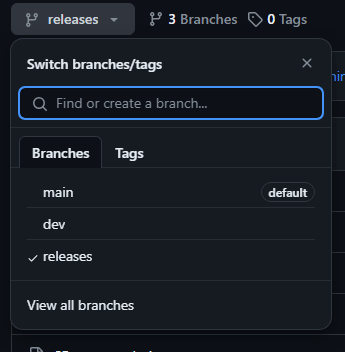 releases 3 Branches 0 Tags
Switch branches/tags
Find or create a branch...
Branches Tags
main default
dev
releases
View all branches